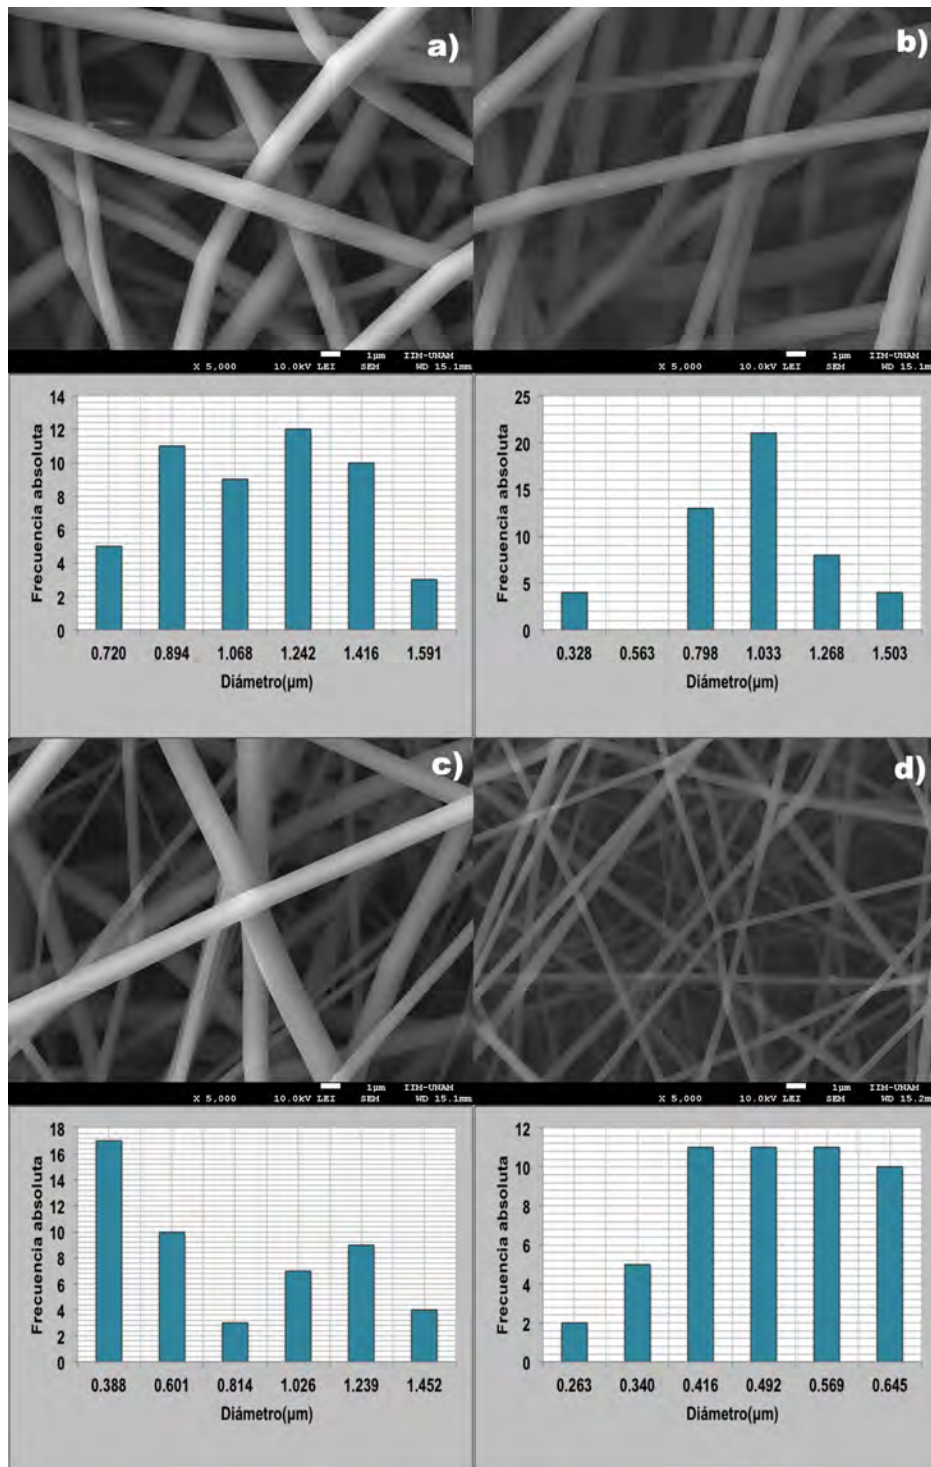 a)
b)
X 5,000 10.0kV LEI 1µm SEM IIM-UNAM WD 15.1mm
X 5,000 10.0kV LEI 1µm SEM IIM-UNAM WD 15.1mm
Frecuencia absoluta
14
12
10
8
6
4
2
0
0.720 0.894 1.068 1.242 1.416 1.591
Diámetro(µm)
Frecuencia absoluta
25
20
15
10
5
0
0.328 0.563 0.798 1.033 1.268 1.503
Diámetro(µm)
c)
d)
X 5,000 10.0kV LEI 1µm SEM IIM-UNAM WD 15.1mm
X 5,000 10.0kV LEI 1µm SEM IIM-UNAM WD 15.2m
Frecuencia absoluta
18
16
14
12
10
8
6
4
2
0
0.388 0.601 0.814 1.026 1.239 1.452
Diámetro(µm)
Frecuencia absoluta
12
10
8
6
4
2
0
0.263 0.340 0.416 0.492 0.569 0.645
Diámetro(µm)